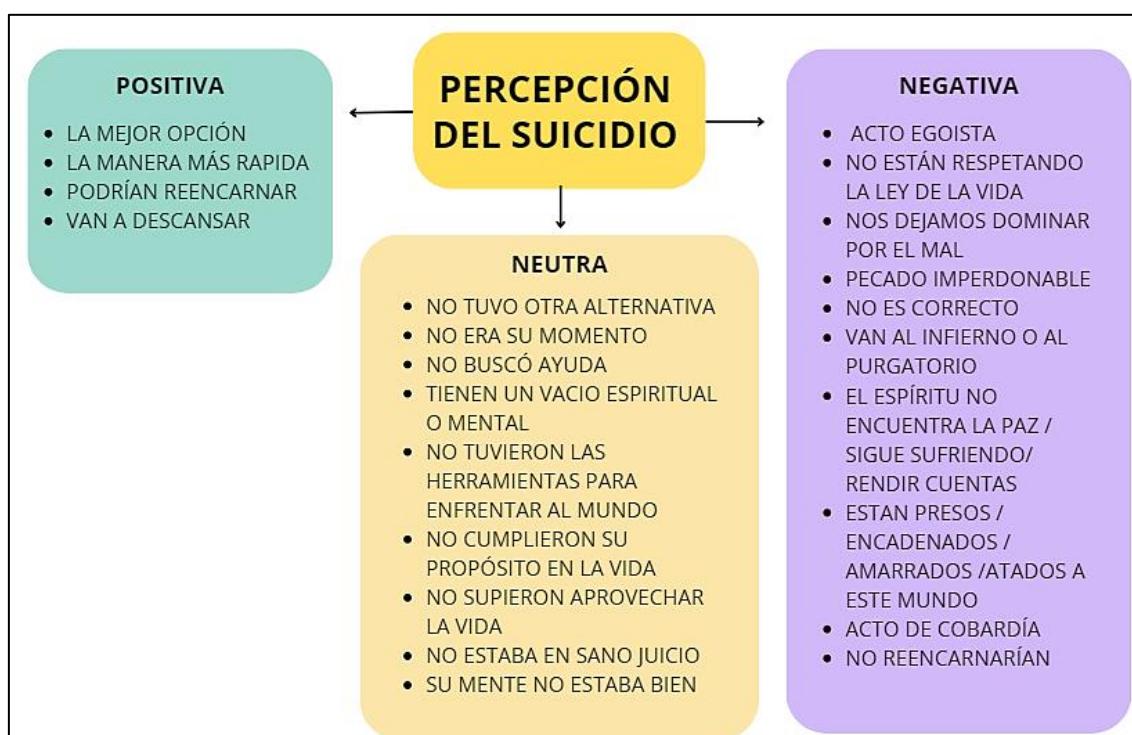 PERCEPCIÓN
DEL SUICIDIO
POSITIVA
• LA MEJOR OPCIÓN
• LA MANERA MÁS RAPIDA
• PODRÍAN REENCARNAR
• VAN A DESCANSAR
NEUTRA
• NO TUVO OTRA ALTERNATIVA
• NO ERA SU MOMENTO
• NO BUSCÓ AYUDA
• TIENEN UN VACIO ESPIRITUAL
O MENTAL
• NO TUVIERON LAS
HERRAMIENTAS PARA
ENFRENTAR AL MUNDO
• NO CUMPLIERON SU
PROPÓSITO EN LA VIDA
• NO SUPIERON APROVECHAR
LA VIDA
• NO ESTABA EN SANO JUICIO
• SU MENTE NO ESTABA BIEN
NEGATIVA
• ACTO EGOISTA
• NO ESTÁN RESPETANDO
LA LEY DE LA VIDA
• NOS DEJAMOS DOMINAR
POR EL MAL
• PECADO IMPERDONABLE
• NO ES CORRECTO
• VAN AL INFIERNO O AL
PURGATORIO
• EL ESPÍRITU NO
ENCUENTRA LA PAZ /
SIGUE SUFRIENDO/
RENDIR CUENTAS
• ESTAN PRESOS /
ENCADENADOS /
AMARRADOS /ATADOS A
ESTE MUNDO
• ACTO DE COBARDÍA
• NO REENCARNARÍAN